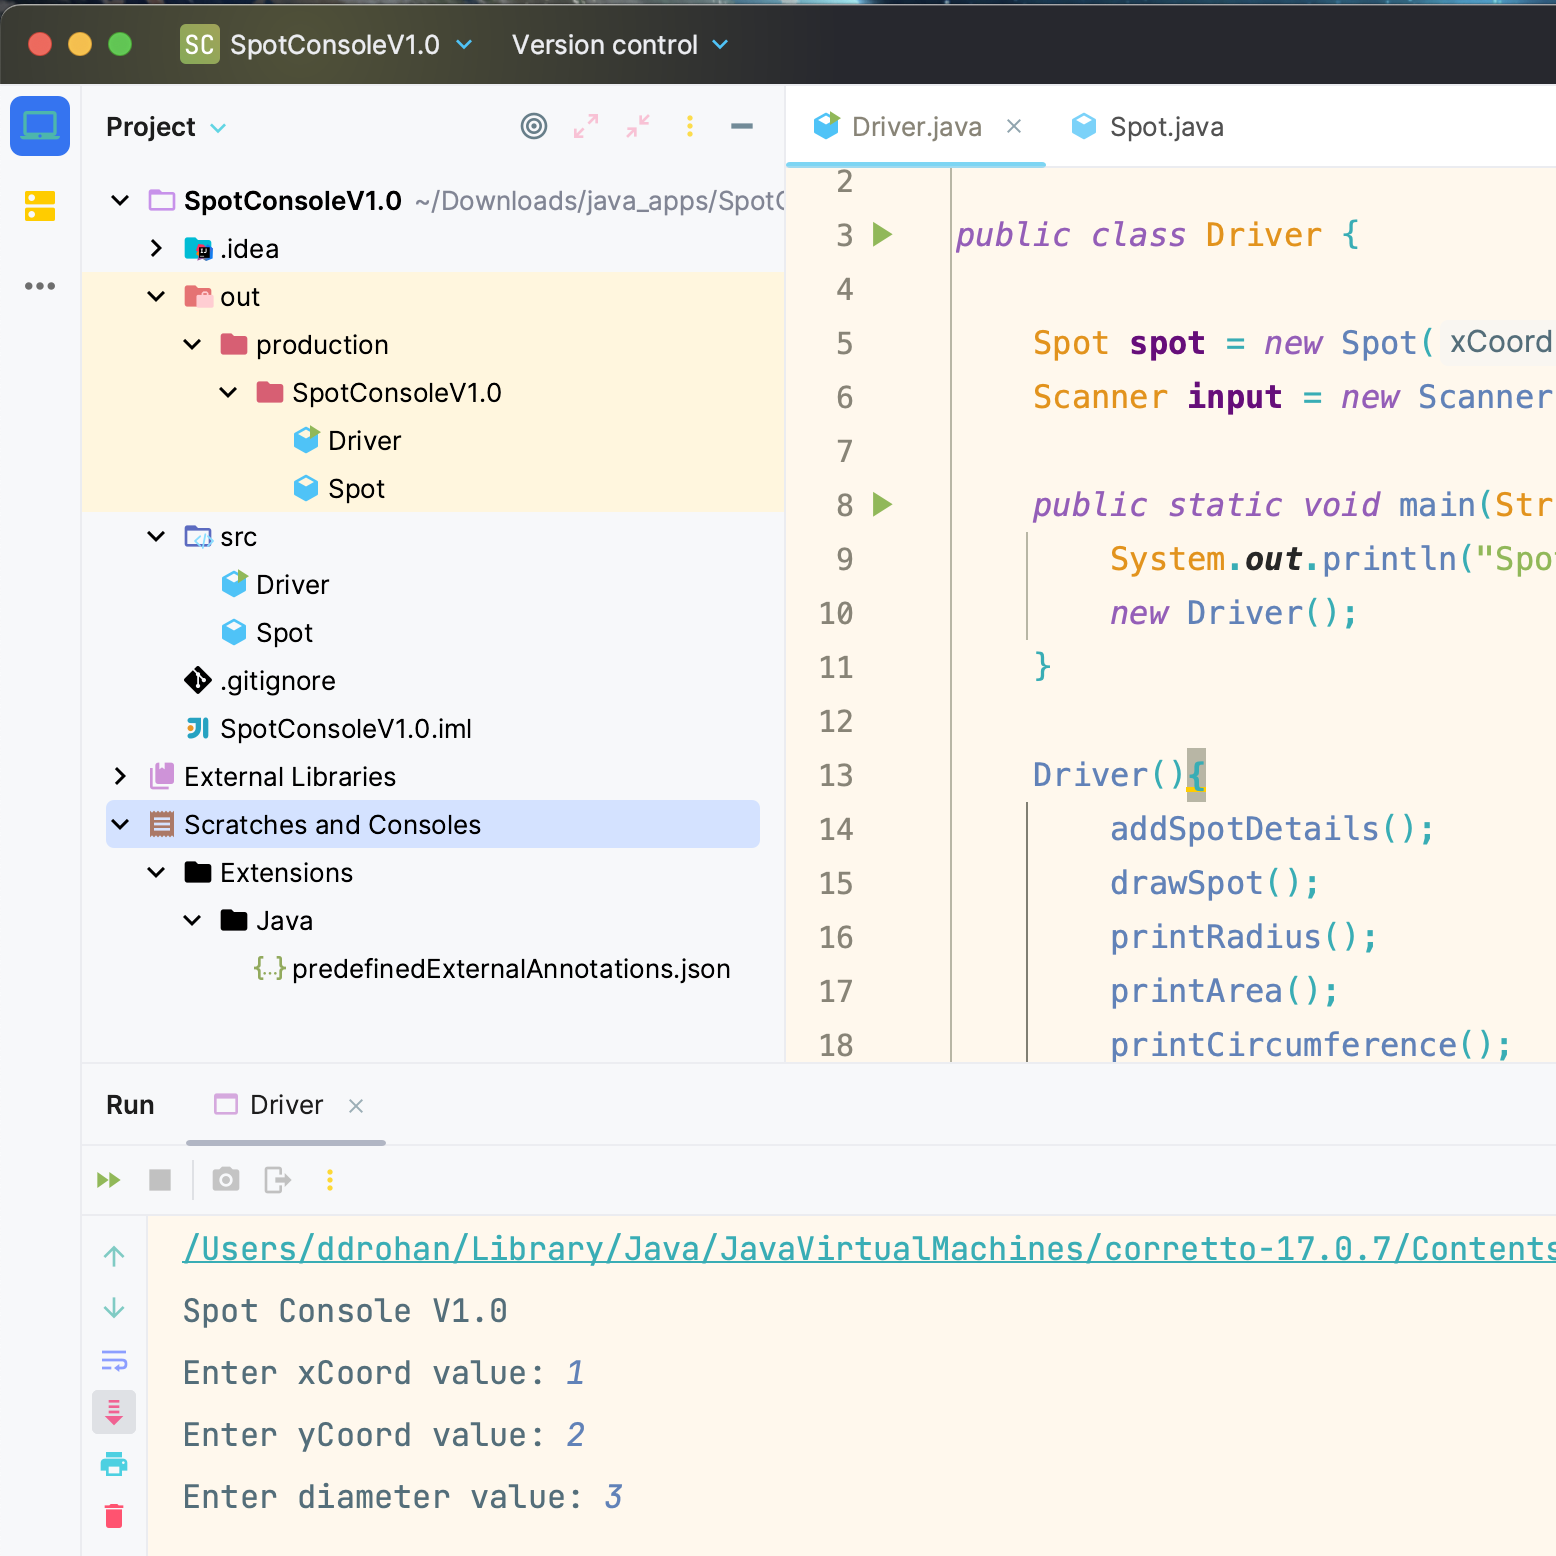 SC SpotConsoleV1.0 Version control
Project
Driver.java
Spot.java
SpotConsoleV1.0 ~/Downloads/java_apps/Spot
.idea
out
production
SpotConsoleV1.0
Driver
Spot
src
Driver
Spot
.gitignore
SpotConsoleV1.0.iml
External Libraries
Scratches and Consoles
Extensions
Java
predefinedExternalAnnotations.json
2
3 public class Driver {
4
5 Spot spot = new Spot( xCoord
6 Scanner input = new Scanner
7
8 public static void main(Str
9 System.out.println("Spo
10 new Driver();
11 }
12
13 Driver(){
14 addSpotDetails();
15 drawSpot();
16 printRadius();
17 printArea();
18 printCircumference();
Run Driver
/Users/ddrohan/Library/Java/JavaVirtualMachines/corretto-17.0.7/Contents
Spot Console V1.0
Enter xCoord value: 1
Enter yCoord value: 2
Enter diameter value: 3